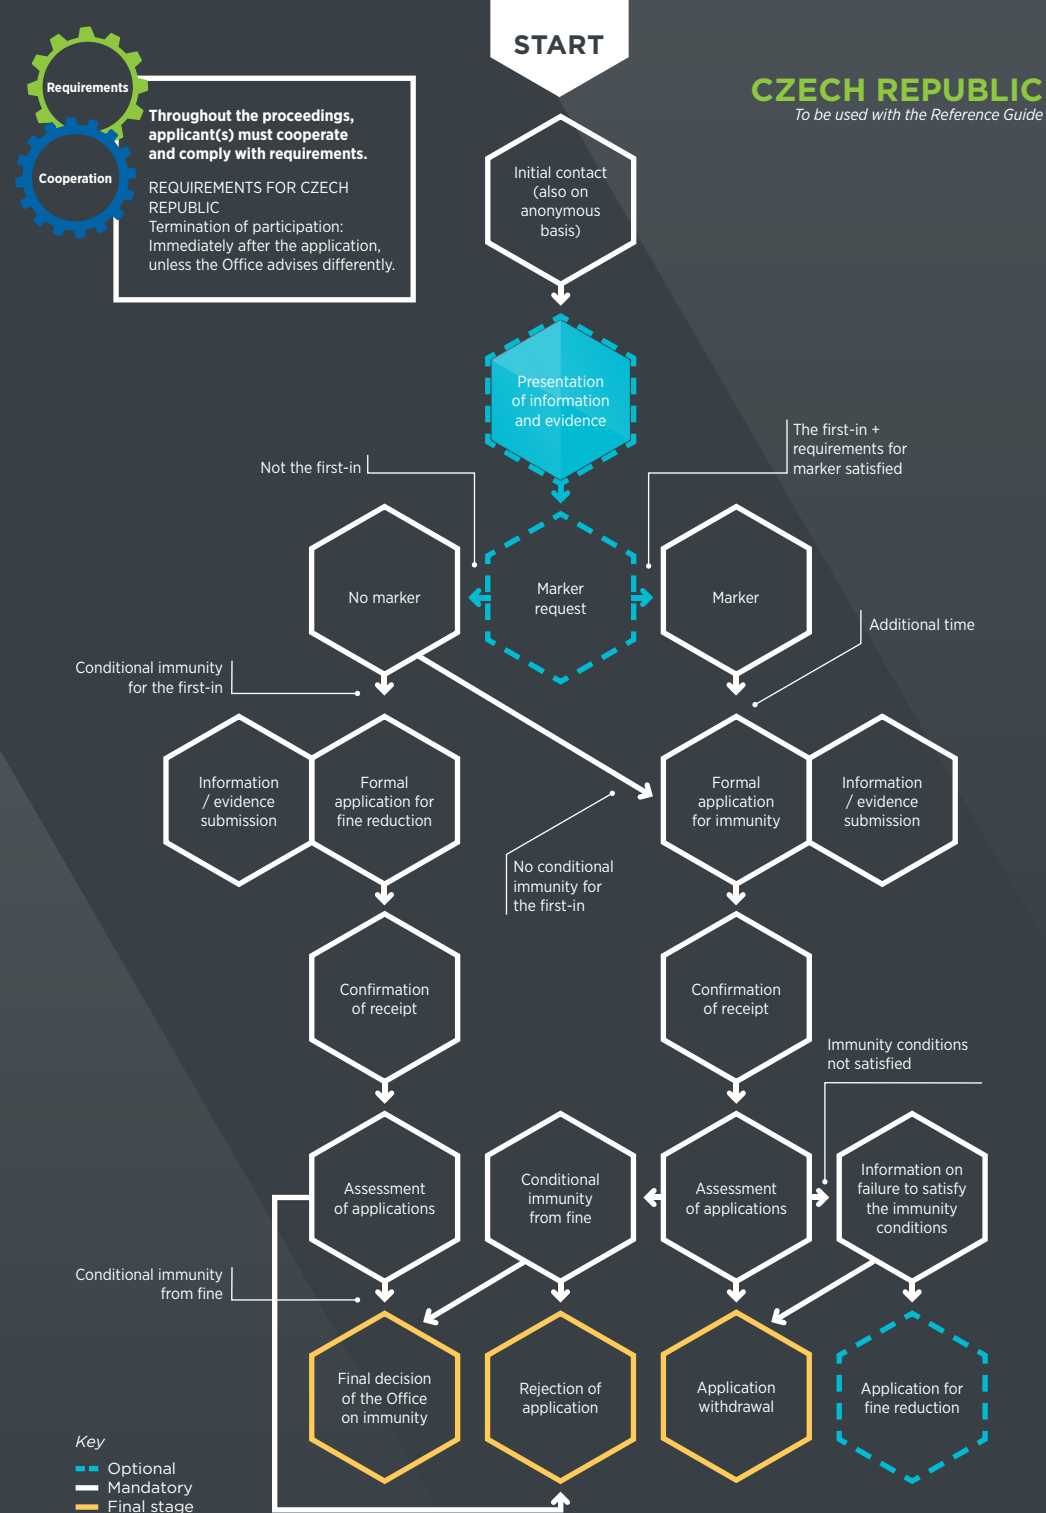 START
CZECH REPUBLIC
To be used with the Reference Guide
Requirements
Cooperation
Throughout the proceedings,
applicant(s) must cooperate
and comply with requirements.
REQUIREMENTS FOR CZECH
REPUBLIC
Termination of participation:
Immediately after the application,
unless the Office advises differently.
Initial contact
(also on
anonymous
basis)
Presentation
of information
and evidence
Not the first-in
The first-in +
requirements for
marker satisfied
No marker
Marker
request
Marker
Additional time
Conditional immunity
for the first-in
Information
/ evidence
submission
Formal
application for
fine reduction
Formal
application
for immunity
Information
/ evidence
submission
No conditional
immunity for
the first-in
Confirmation
of receipt
Confirmation
of receipt
Immunity conditions
not satisfied
Assessment
of applications
Conditional
immunity
from fine
Assessment
of applications
Information on
failure to satisfy
the immunity
conditions
Conditional immunity
from fine
Final decision
of the Office
on immunity
Rejection of
application
Application
withdrawal
Application for
fine reduction
Key
Optional
Mandatory
Final stage